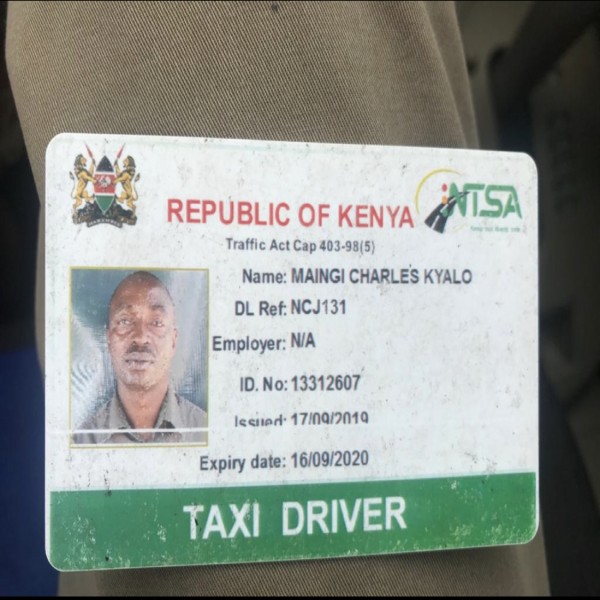 REPUBLIC OF KENYA
NTSA
Traffic Act Cap 403-98(5)
Name: MAINGI CHARLES KYALO
DL Ref: NCJ131
Employer: N/A
ID. No: 13312607
Issued: 17/09/2019
Expiry date: 16/09/2020
TAXI DRIVER